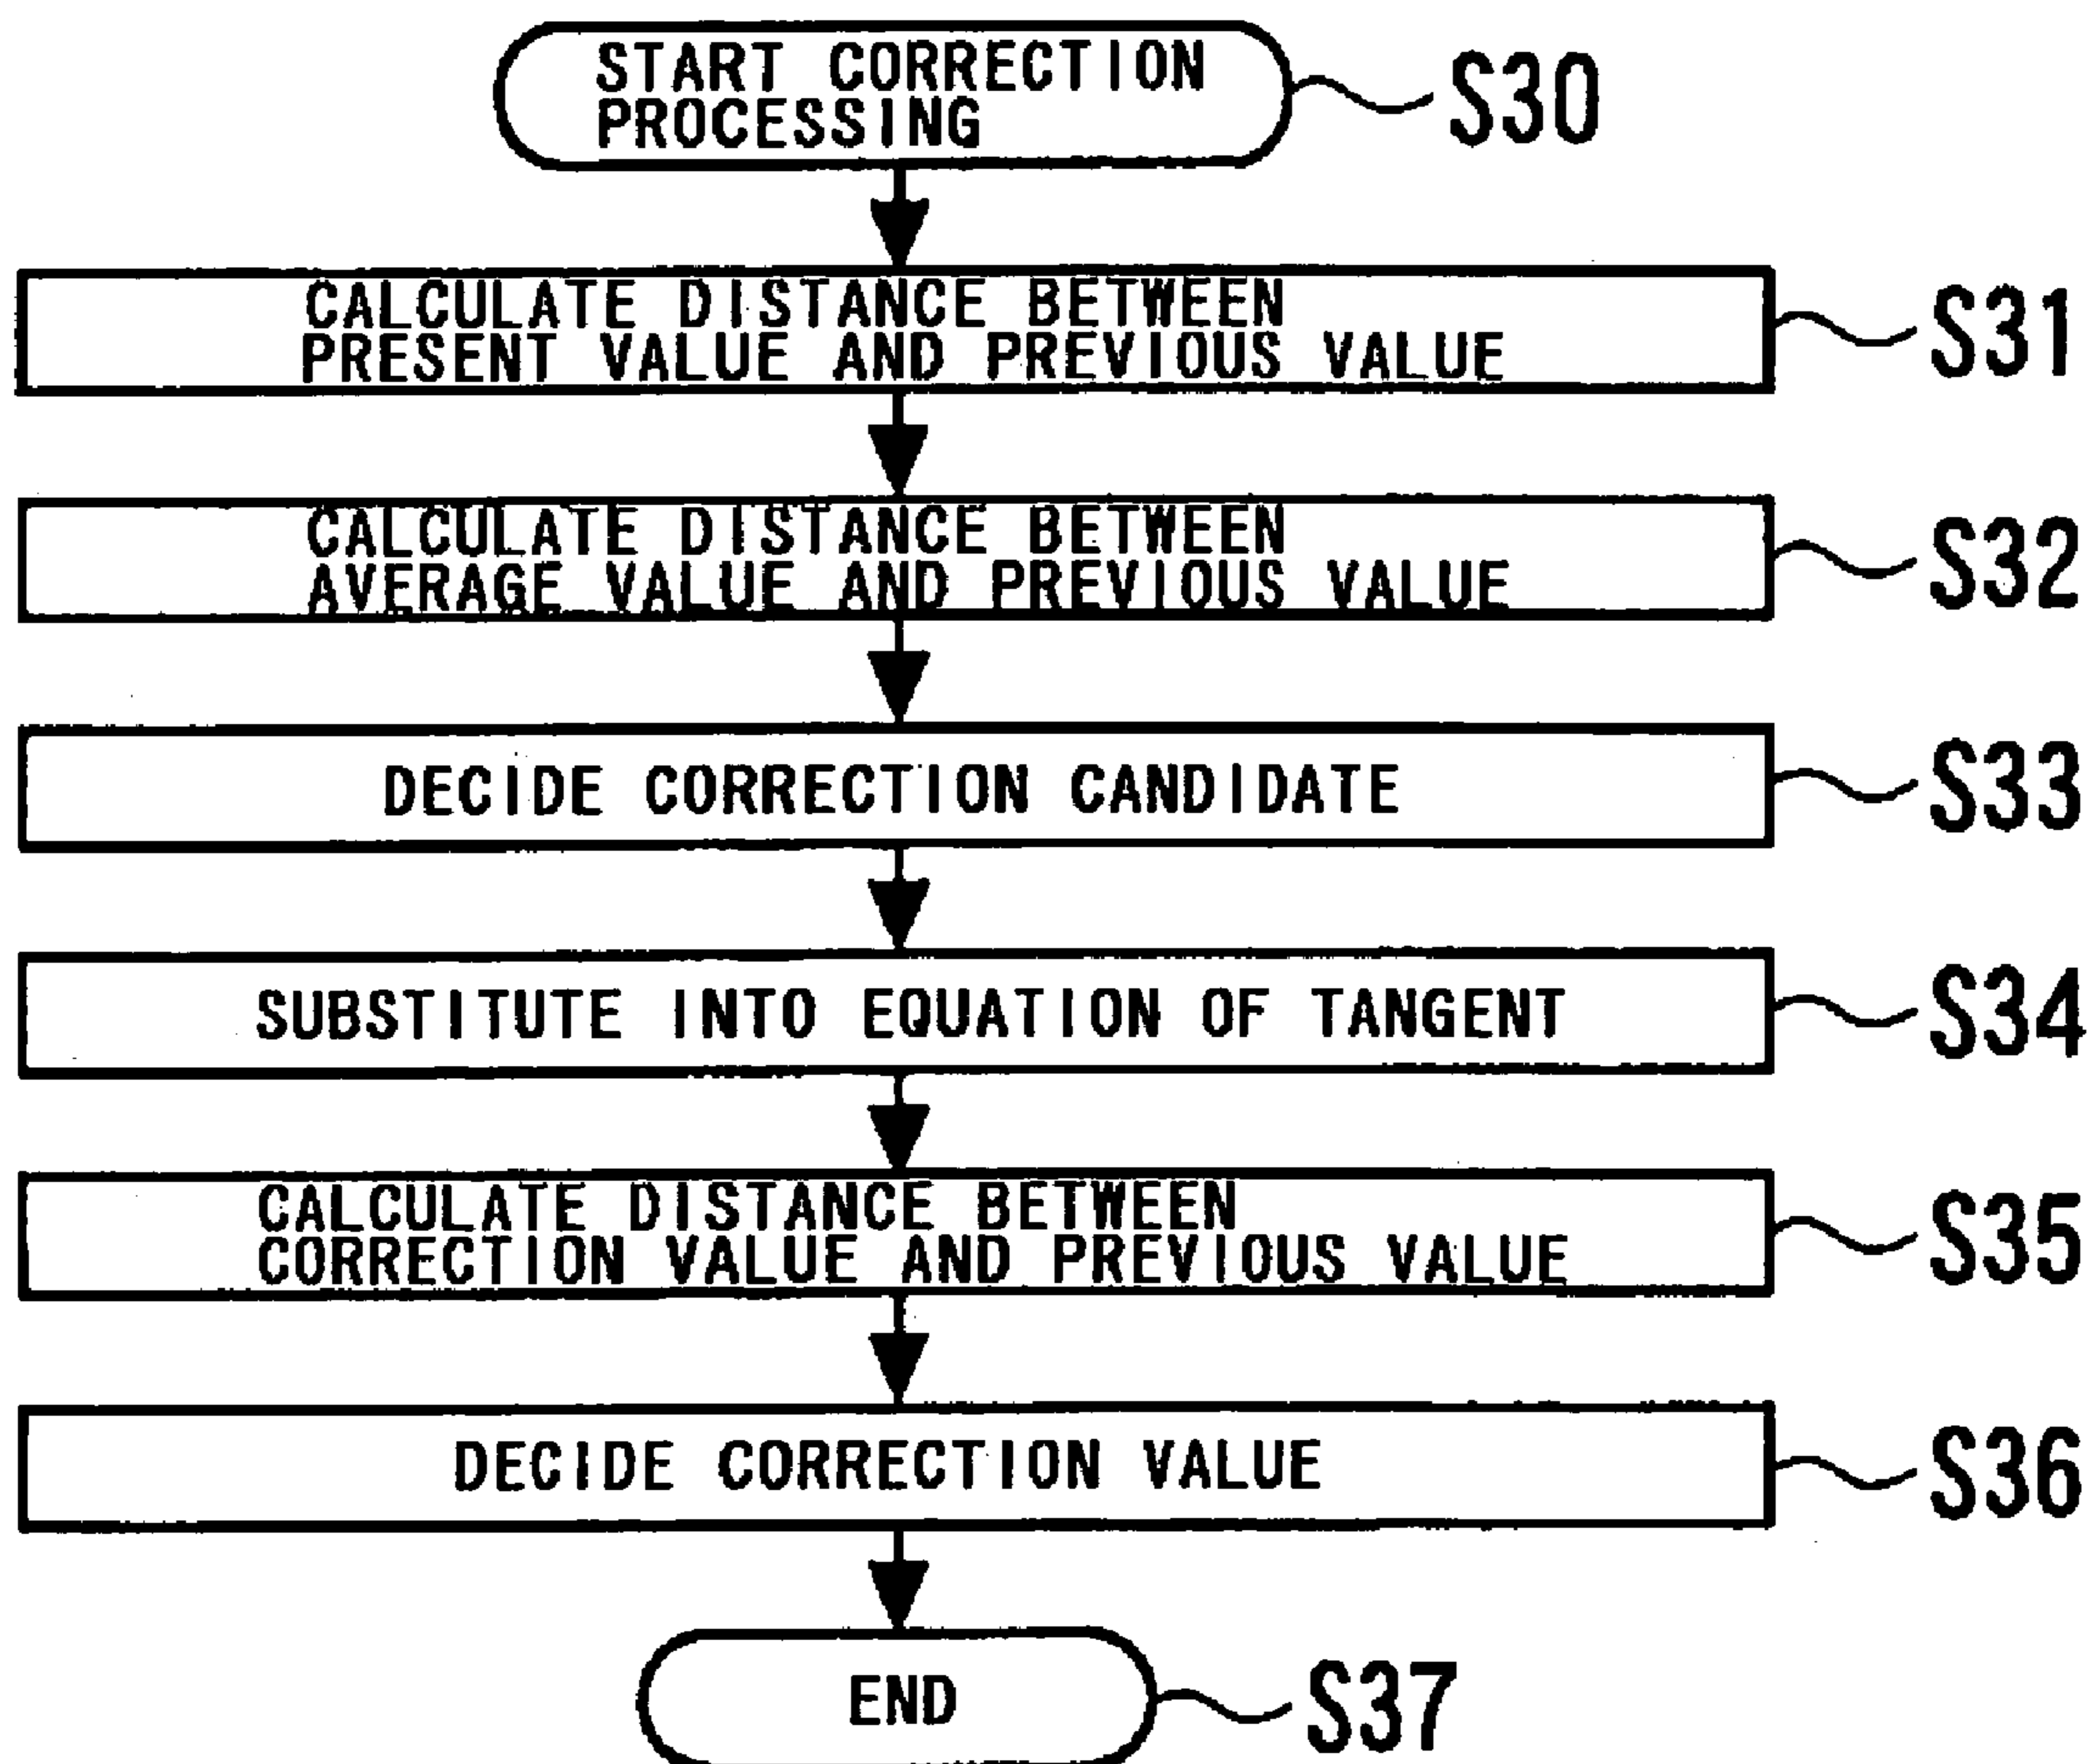 START CORRECTION
PROCESSING
S30
CALCULATE DISTANCE BETWEEN
PRESENT VALUE AND PREVIOUS VALUE
S31
CALCULATE DISTANCE BETWEEN
AVERAGE VALUE AND PREVIOUS VALUE
S32
DECIDE CORRECTION CANDIDATE
S33
SUBSTITUTE INTO EQUATION OF TANGENT
S34
CALCULATE DISTANCE BETWEEN
CORRECTION VALUE AND PREVIOUS VALUE
S35
DECIDE CORRECTION VALUE
S36
END
S37